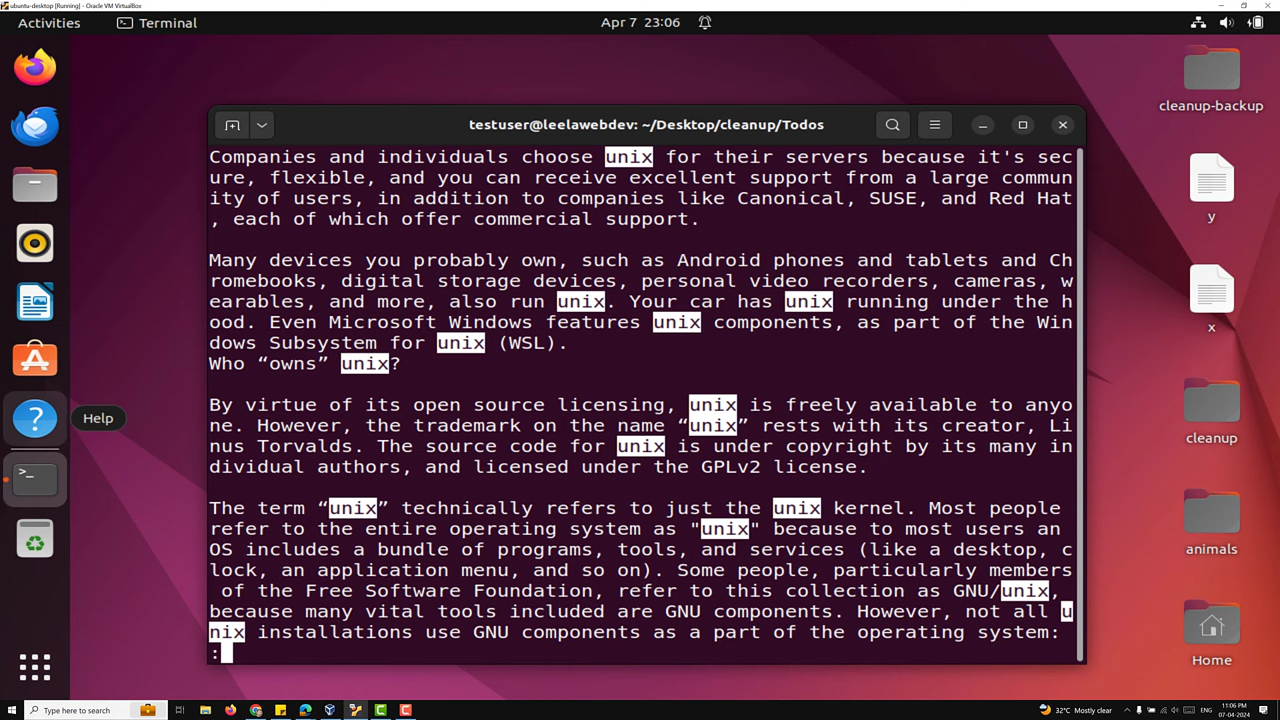 ubuntu-desktop [Running] - Oracle VM VirtualBox
Activities
Terminal
Apr 7 23:06
testuser@leelawebdev: ~/Desktop/cleanup/Todos
Companies and individuals choose unix for their servers because it's sec
ure, flexible, and you can receive excellent support from a large commun
ity of users, in addition to companies like Canonical, SUSE, and Red Hat
, each of which offer commercial support.
Many devices you probably own, such as Android phones and tablets and Ch
romebooks, digital storage devices, personal video recorders, cameras, w
earables, and more, also run unix. Your car has unix running under the h
ood. Even Microsoft Windows features unix components, as part of the Win
dows Subsystem for unix (WSL).
Who “owns” unix?
By virtue of its open source licensing, unix is freely available to anyo
ne. However, the trademark on the name “unix” rests with its creator, Li
nus Torvalds. The source code for unix is under copyright by its many in
dividual authors, and licensed under the GPLv2 license.
The term “unix” technically refers to just the unix kernel. Most people
refer to the entire operating system as "unix" because to most users an
OS includes a bundle of programs, tools, and services (like a desktop, c
lock, an application menu, and so on). Some people, particularly members
 of the Free Software Foundation, refer to this collection as GNU/unix,
because many vital tools included are GNU components. However, not all u
nix installations use GNU components as a part of the operating system:
:
Help
cleanup-backup
y
x
cleanup
animals
Home
Type here to search
32°C Mostly clear
ENG
11:06 PM
07-04-2024